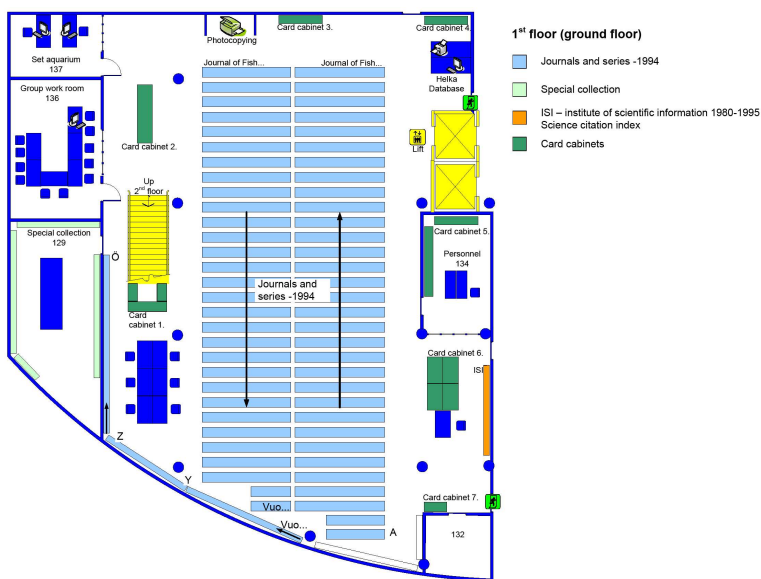 Photocopying
Card cabinet 3.
Card cabinet 4.
1st floor (ground floor)
Journals and series -1994
Special collection
ISI – institute of scientific information 1980-1995
Science citation index
Card cabinets
Set aquarium
137
Journal of Fish...
Journal of Fish...
Helka
Database
Group work room
136
Card cabinet 2.
Lift
Up
2nd floor
Special collection
129
Ö
Card cabinet 5.
Personnel
134
Journals and
series -1994
Card
cabinet 1.
Card cabinet 6.
ISI
Z
Y
Vuo...
Vuo...
A
Card cabinet 7.
132